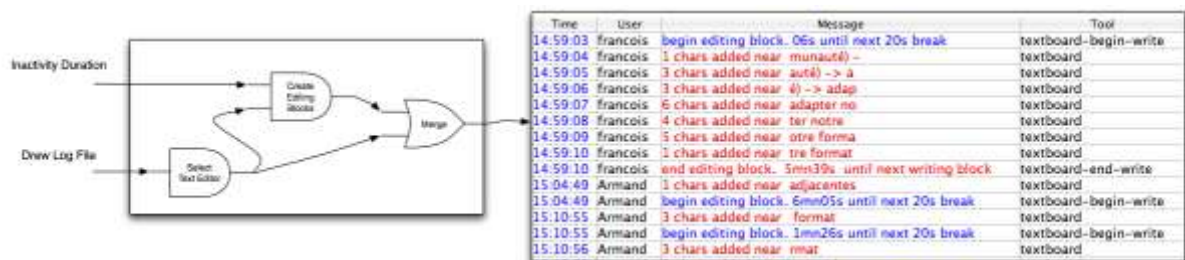 Inactivity Duration
Drew Log File
Create
Editing
Blocks
Select
Text Editor
Merge
Time User Message Tool
14:59:03 francois begin editing block. 06s until next 20s break textboard-begin-write
14:59:04 francois 1 chars added near munauté) - textboard
14:59:05 francois 3 chars added near auté) -> a textboard
14:59:06 francois 3 chars added near é) -> adap textboard
14:59:07 francois 6 chars added near adapter no textboard
14:59:08 francois 4 chars added near ter notre textboard
14:59:09 francois 5 chars added near otre forma textboard
14:59:10 francois 1 chars added near tre format textboard
14:59:10 francois end editing block. 5mn39s until next writing block textboard-end-write
15:04:49 Armand 1 chars added near adjacentes textboard
15:04:49 Armand begin editing block. 6mn05s until next 20s break textboard-begin-write
15:10:55 Armand 3 chars added near format textboard
15:10:55 Armand begin editing block. 1mn26s until next 20s break textboard-begin-write
15:10:56 Armand 3 chars added near rmat textboard